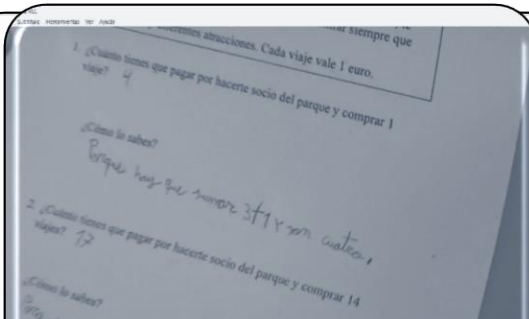 Herramientas Ver Ayuda
siempre que
diferentes atracciones. Cada viaje vale 1 euro.
1. ¿Cuánto tienes que pagar por hacerte socio del parque y comprar 1
viaje? 4
¿Cómo lo sabes?
Porque hay que sumar 3+1 y son cuatro.
2. ¿Cuánto tienes que pagar por hacerte socio del parque y comprar 14
viajes? 17
¿Cómo lo sabes?